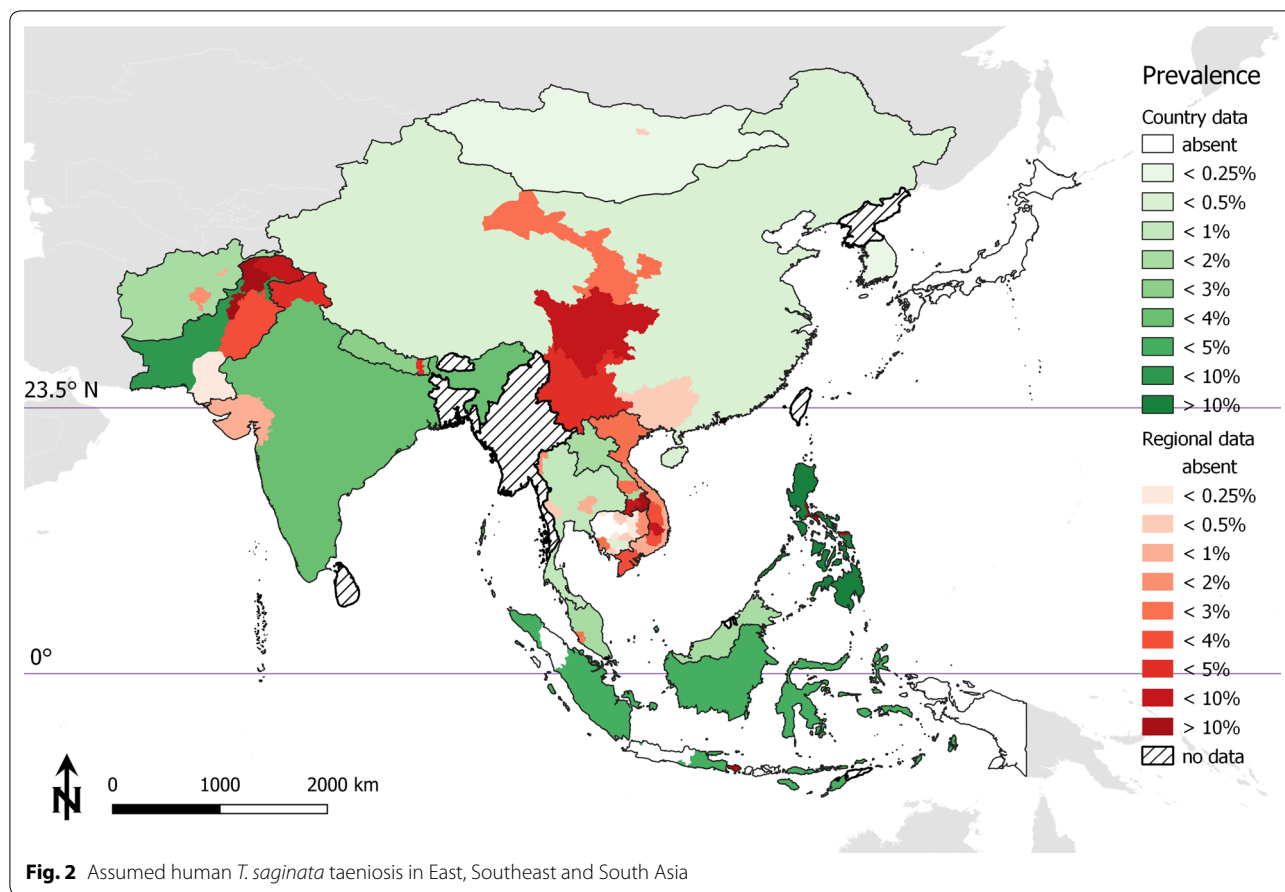 Prevalence
Country data
absent
< 0.25%
< 0.5%
< 1%
< 2%
< 3%
< 4%
< 5%
< 10%
> 10%
Regional data
absent
< 0.25%
< 0.5%
< 1%
< 2%
< 3%
< 4%
< 5%
< 10%
> 10%
no data
23.5° N
0°
N
0 1000 2000 km
Fig. 2 Assumed human T. saginata taeniosis in East, Southeast and South Asia